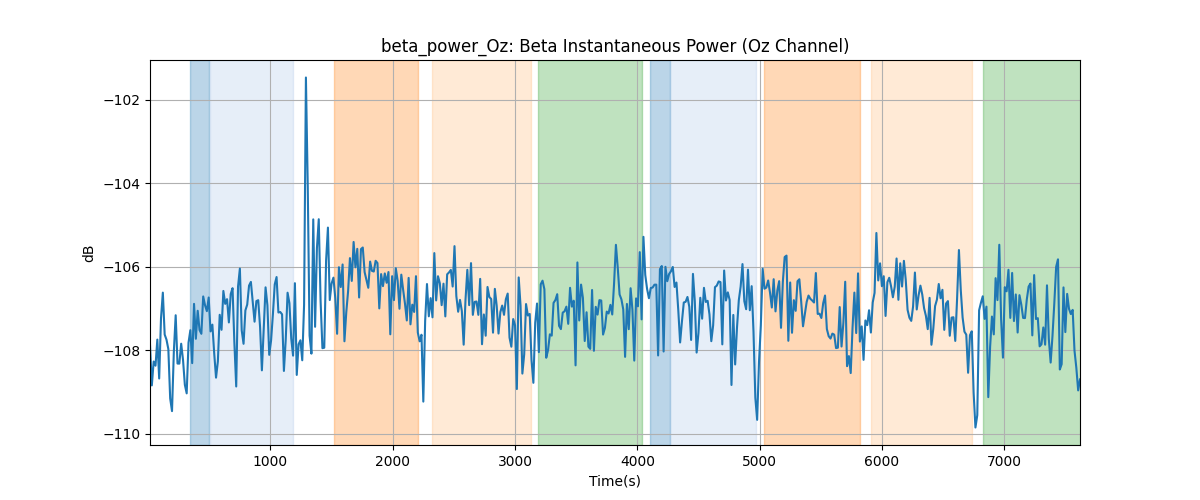 beta_power_Oz: Beta Instantaneous Power (Oz Channel)
−102
−104
−106
−108
−110
dB
1000 2000 3000 4000 5000 6000 7000
Time(s)